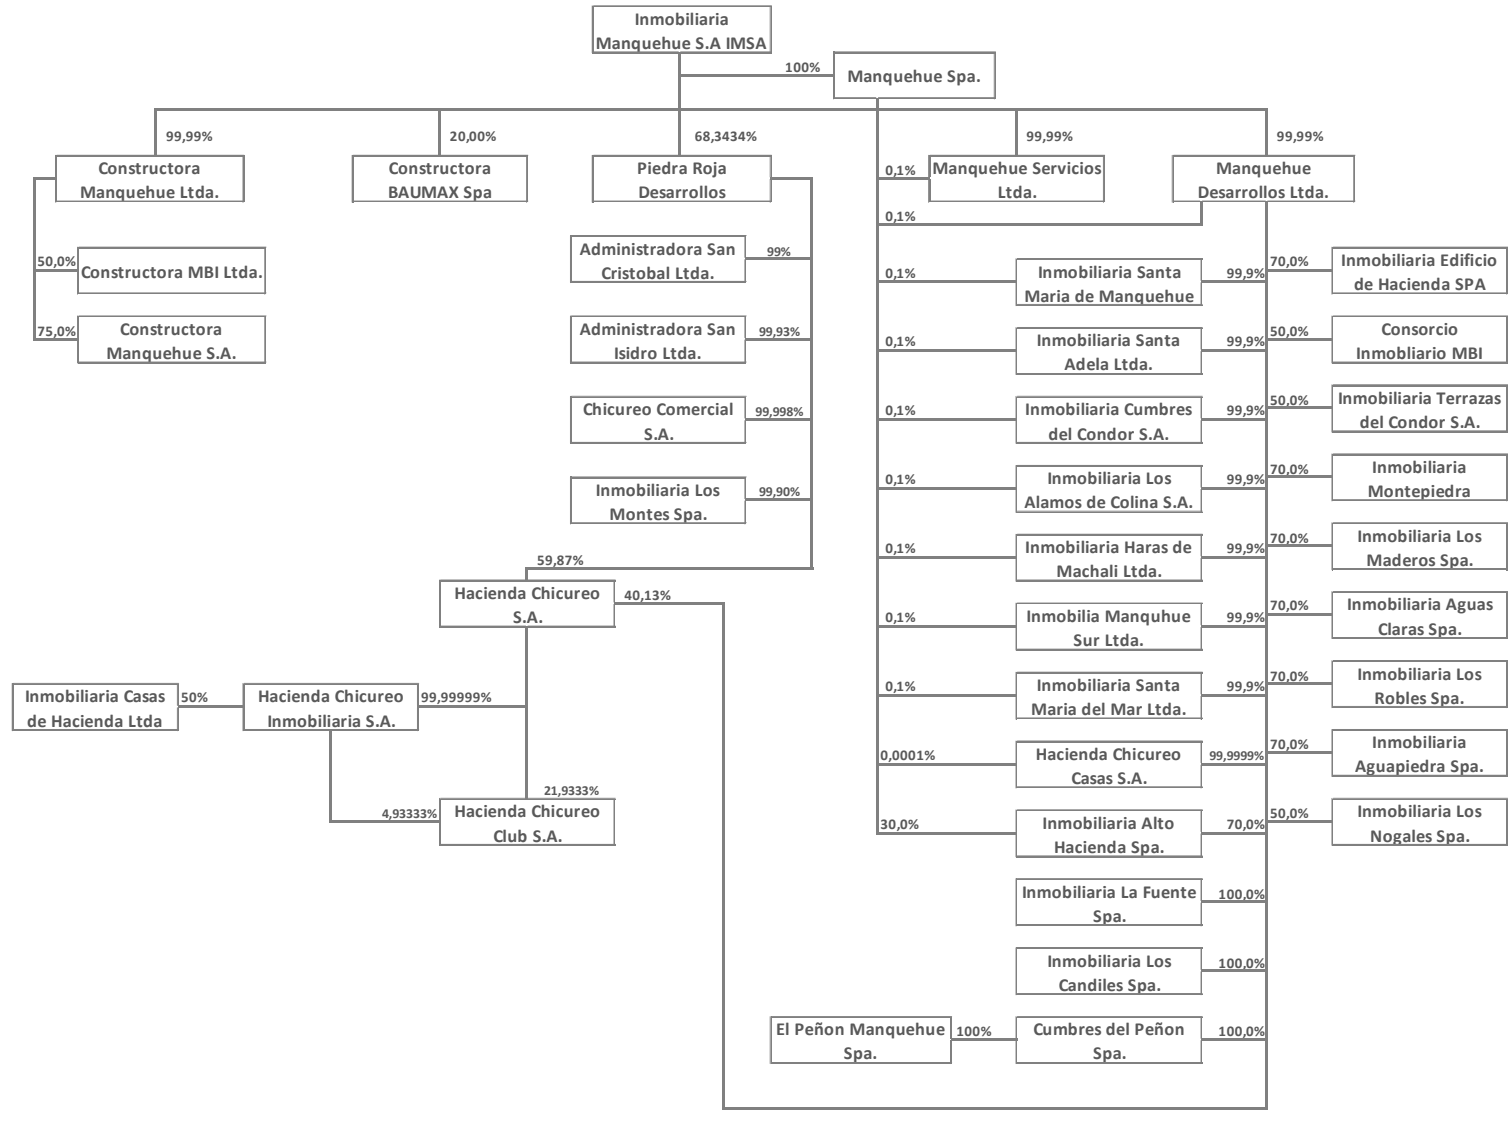 Inmobiliaria
Manquehue S.A IMSA
100%
Manquehue Spa.
99,99%
20,00%
68,3434%
99,99%
99,99%
Constructora
Manquehue Ltda.
Constructora
BAUMAX Spa
Piedra Roja
Desarrollos
0,1%
Manquehue Servicios
Ltda.
Manquehue
Desarrollos Ltda.
0,1%
50,0%
Constructora MBI Ltda.
75,0%
Constructora
Manquehue S.A.
Administradora San
Cristobal Ltda.
99%
Administradora San
Isidro Ltda.
99,93%
Chicureo Comercial
S.A.
99,998%
Inmobiliaria Los
Montes Spa.
99,90%
59,87%
Hacienda Chicureo
S.A.
40,13%
Inmobiliaria Casas
de Hacienda Ltda
50%
Hacienda Chicureo
Inmobiliaria S.A.
99,99999%
21,9333%
4,93333%
Hacienda Chicureo
Club S.A.
0,1%
Inmobiliaria Santa
Maria de Manquehue
99,9%
0,1%
Inmobiliaria Santa
Adela Ltda.
99,9%
0,1%
Inmobiliaria Cumbres
del Condor S.A.
99,9%
0,1%
Inmobiliaria Los
Alamos de Colina S.A.
99,9%
0,1%
Inmobiliaria Haras de
Machali Ltda.
99,9%
0,1%
Inmobilia Manquhue
Sur Ltda.
99,9%
0,1%
Inmobiliaria Santa
Maria del Mar Ltda.
99,9%
0,0001%
Hacienda Chicureo
Casas S.A.
99,9999%
30,0%
Inmobiliaria Alto
Hacienda Spa.
70,0%
Inmobiliaria La Fuente
Spa.
100,0%
Inmobiliaria Los
Candiles Spa.
100,0%
El Peñon Manquehue
Spa.
100%
Cumbres del Peñon
Spa.
100,0%
70,0%
Inmobiliaria Edificio
de Hacienda SPA
50,0%
Consorcio
Inmobliario MBI
50,0%
Inmobiliaria Terrazas
del Condor S.A.
70,0%
Inmobiliaria
Montepiedra
70,0%
Inmobiliaria Los
Maderos Spa.
70,0%
Inmobiliaria Aguas
Claras Spa.
70,0%
Inmobiliaria Los
Robles Spa.
70,0%
Inmobiliaria
Aguapiedra Spa.
50,0%
Inmobiliaria Los
Nogales Spa.